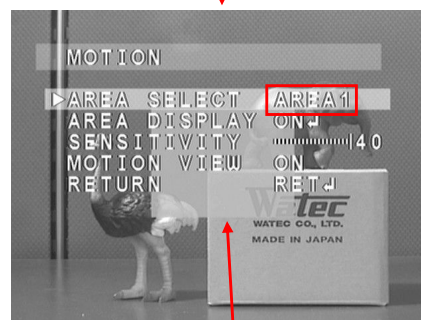 MOTION
▷AREA SELECT AREA1
AREA DISPLAY ON↲
SENSITIVITY 40
MOTION VIEW ON
RETURN RET↲
Watec
WATEC CO., LTD.
MADE IN JAPAN